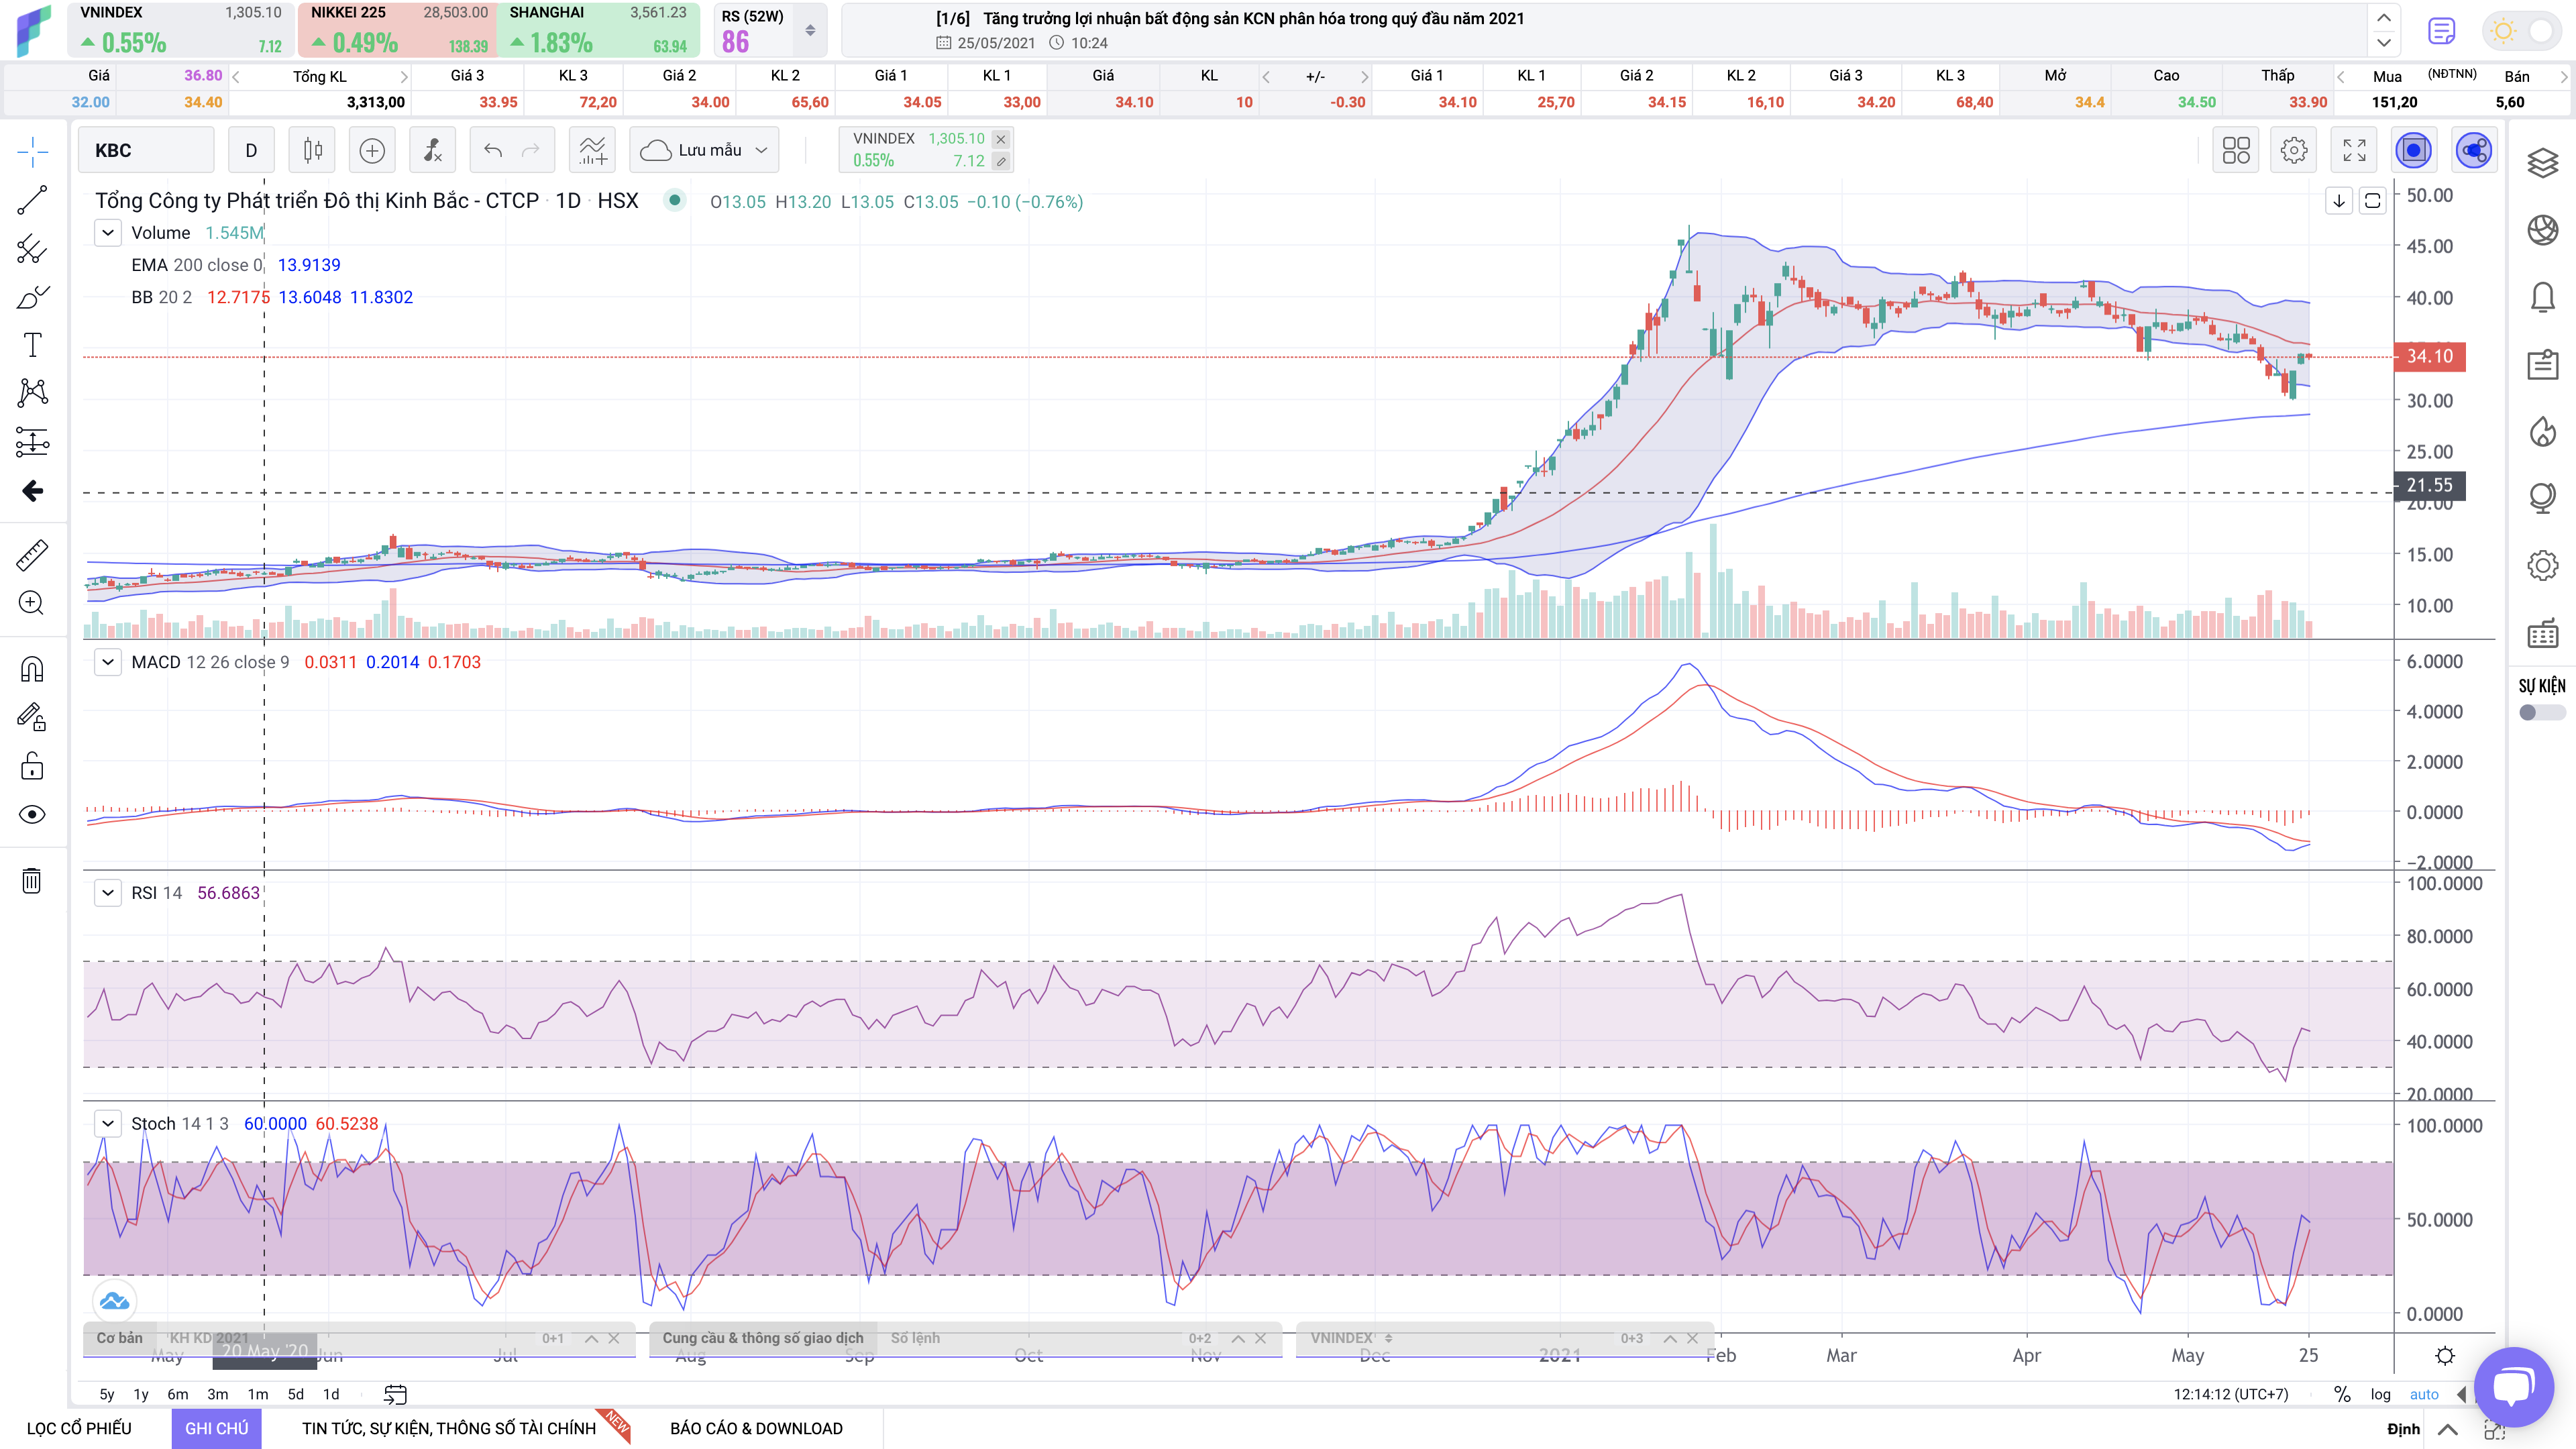 VNINDEX 1,305.10 NIKKEI 225 28,503.00 SHANGHAI 3,561.23 RS (52W) [1/6] Tăng trưởng lợi nhuận bất động sản KCN phân hóa trong quý đầu năm 2021
0.55% 7.12 0.49% 138.39 1.83% 63.94 86 25/05/2021 10:24
Giá 36.80 Tổng KL Giá 3 KL 3 Giá 2 KL 2 Giá 1 KL 1 Giá KL +/- Giá 1 KL 1 Giá 2 KL 2 Giá 3 KL 3 Mở Cao Thấp Mua (NĐTNN) Bán
32.00 34.40 3,313,00 33.95 72,20 34.00 65,60 34.05 33,00 34.10 10 -0.30 34.10 25,70 34.15 16,10 34.20 68,40 34.4 34.50 33.90 151,20 5,60
KBC D Lưu mẫu VNINDEX 1,305.10
0.55% 7.12
Tổng Công ty Phát triển Đô thị Kinh Bắc - CTCP · 1D · HSX O13.05 H13.20 L13.05 C13.05 −0.10 (−0.76%)
Volume 1.545M
EMA 200 close 0 13.9139
BB 20 2 12.7175 13.6048 11.8302
50.00
45.00
40.00
34.10
30.00
25.00
21.55
20.00
15.00
10.00
MACD 12 26 close 9 0.0311 0.2014 0.1703
6.0000
4.0000
2.0000
0.0000
−2.0000
RSI 14 56.6863
100.0000
80.0000
60.0000
40.0000
20.0000
Stoch 14 1 3 60.0000 60.5238
100.0000
50.0000
0.0000
SỰ KIỆN
Cơ bản KH KD 2021 0+1 Cung cầu & thông số giao dịch Sổ lệnh 0+2 VNINDEX 0+3
May 20 May '20 Jun Jul Aug Sep Oct Nov Dec 2021 Feb Mar Apr May 25
5y 1y 6m 3m 1m 5d 1d 12:14:12 (UTC+7) % log auto
LỌC CỔ PHIẾU GHI CHÚ TIN TỨC, SỰ KIỆN, THÔNG SỐ TÀI CHÍNH NEW BÁO CÁO & DOWNLOAD Định